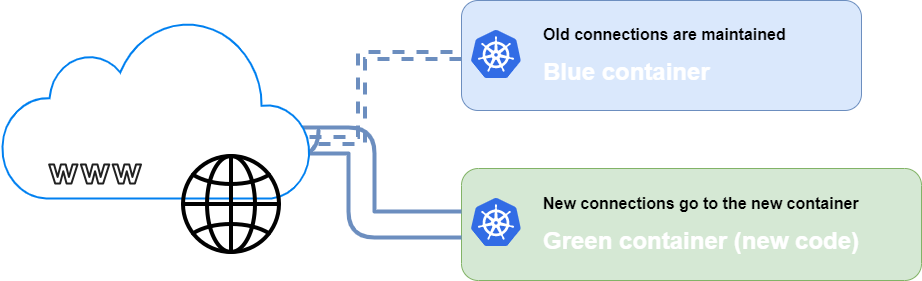 Old connections are maintained
Blue container
WWW
New connections go to the new container
Green container (new code)